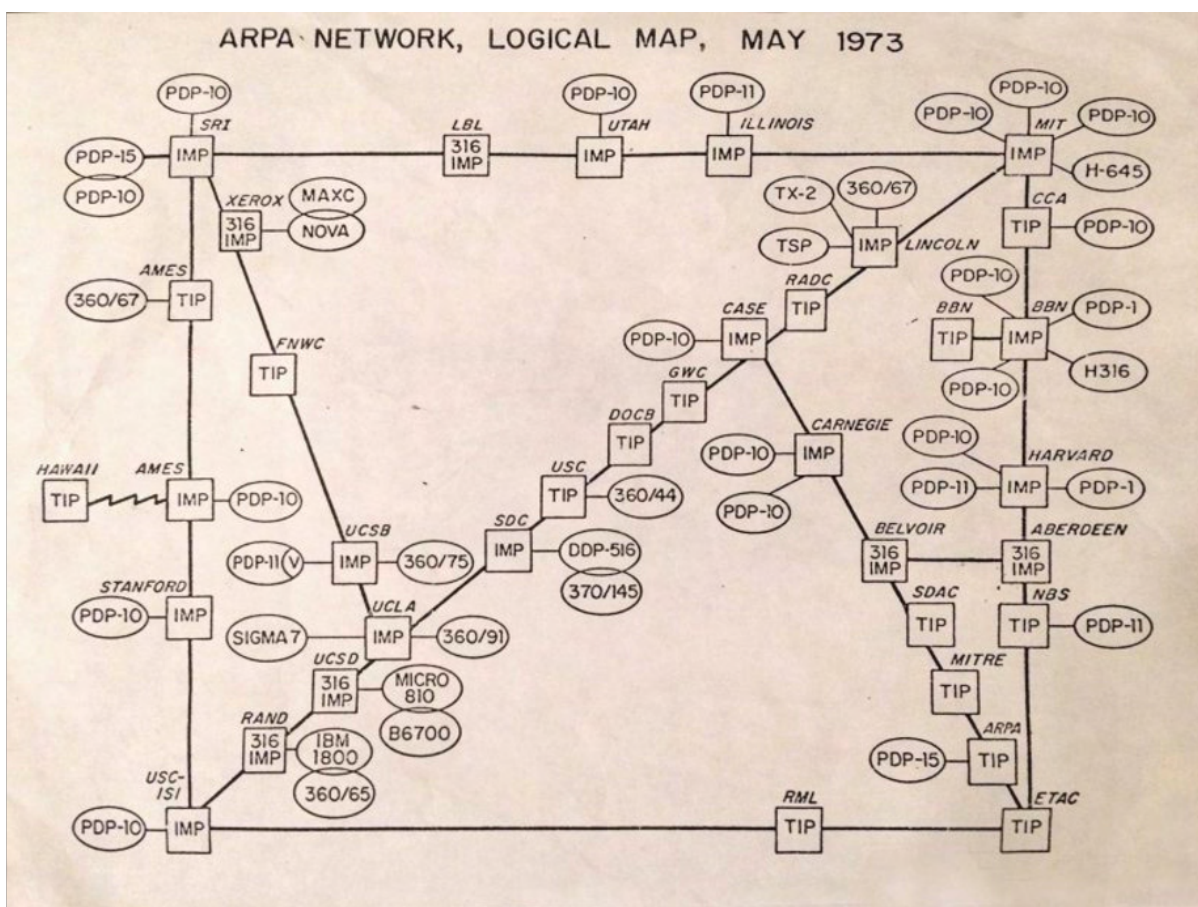 ARPA NETWORK, LOGICAL MAP, MAY 1973
PDP-10
SRI
IMP
PDP-15
PDP-10
LBL
316
IMP
PDP-10
UTAH
IMP
PDP-11
ILLINOIS
IMP
PDP-10
PDP-10
MIT
PDP-10
IMP
H-645
XEROX
316
IMP
MAXC
NOVA
TX-2
360/67
TSP
IMP
LINCOLN
CCA
TIP
PDP-10
AMES
360/67
TIP
RADC
TIP
CASE
PDP-10
IMP
PDP-10
BBN
TIP
BBN
IMP
PDP-1
PDP-10
H316
FNWC
TIP
GWC
TIP
DOCB
TIP
CARNEGIE
PDP-10
IMP
PDP-10
PDP-10
HARVARD
PDP-11
IMP
PDP-1
HAWAII
TIP
AMES
IMP
PDP-10
USC
TIP
360/44
SDC
IMP
DDP-516
370/145
UCSB
PDP-11
V
IMP
360/75
BELVOIR
316
IMP
ABERDEEN
316
IMP
STANFORD
PDP-10
IMP
UCLA
SIGMA 7
IMP
360/91
SDAC
TIP
NBS
TIP
PDP-11
UCSD
316
IMP
MICRO
810
B6700
MITRE
TIP
RAND
316
IMP
IBM
1800
360/65
ARPA
PDP-15
TIP
USC-
ISI
PDP-10
IMP
RML
TIP
ETAC
TIP